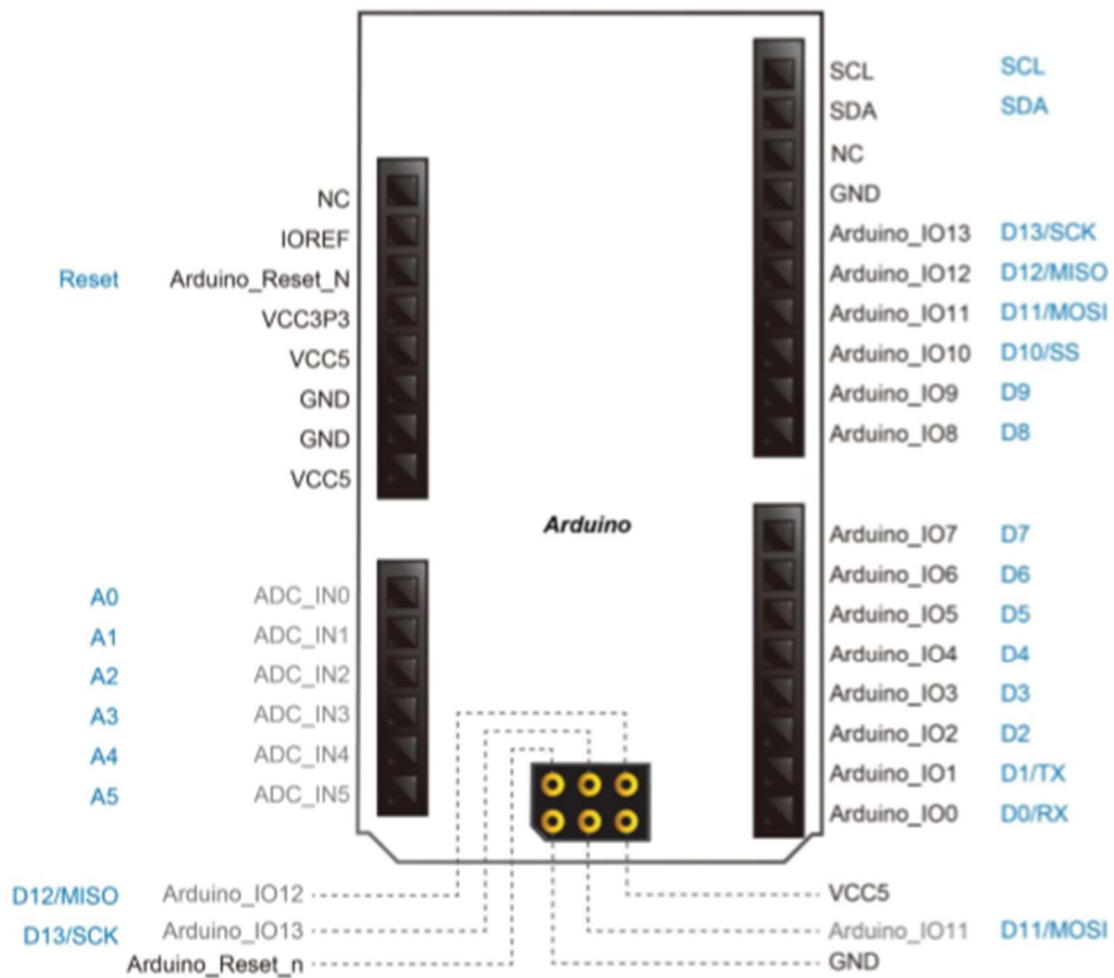 SCL SCL
SDA SDA
NC
GND
NC
Arduino_IO13 D13/SCK
IOREF
Arduino_IO12 D12/MISO
Reset Arduino_Reset_N
Arduino_IO11 D11/MOSI
VCC3P3
Arduino_IO10 D10/SS
VCC5
Arduino_IO9 D9
GND
Arduino_IO8 D8
GND
VCC5
Arduino
Arduino_IO7 D7
Arduino_IO6 D6
A0 ADC_IN0
Arduino_IO5 D5
A1 ADC_IN1
Arduino_IO4 D4
A2 ADC_IN2
Arduino_IO3 D3
A3 ADC_IN3
Arduino_IO2 D2
A4 ADC_IN4
Arduino_IO1 D1/TX
A5 ADC_IN5
Arduino_IO0 D0/RX
D12/MISO Arduino_IO12
VCC5
D13/SCK Arduino_IO13
Arduino_IO11 D11/MOSI
Arduino_Reset_n
GND